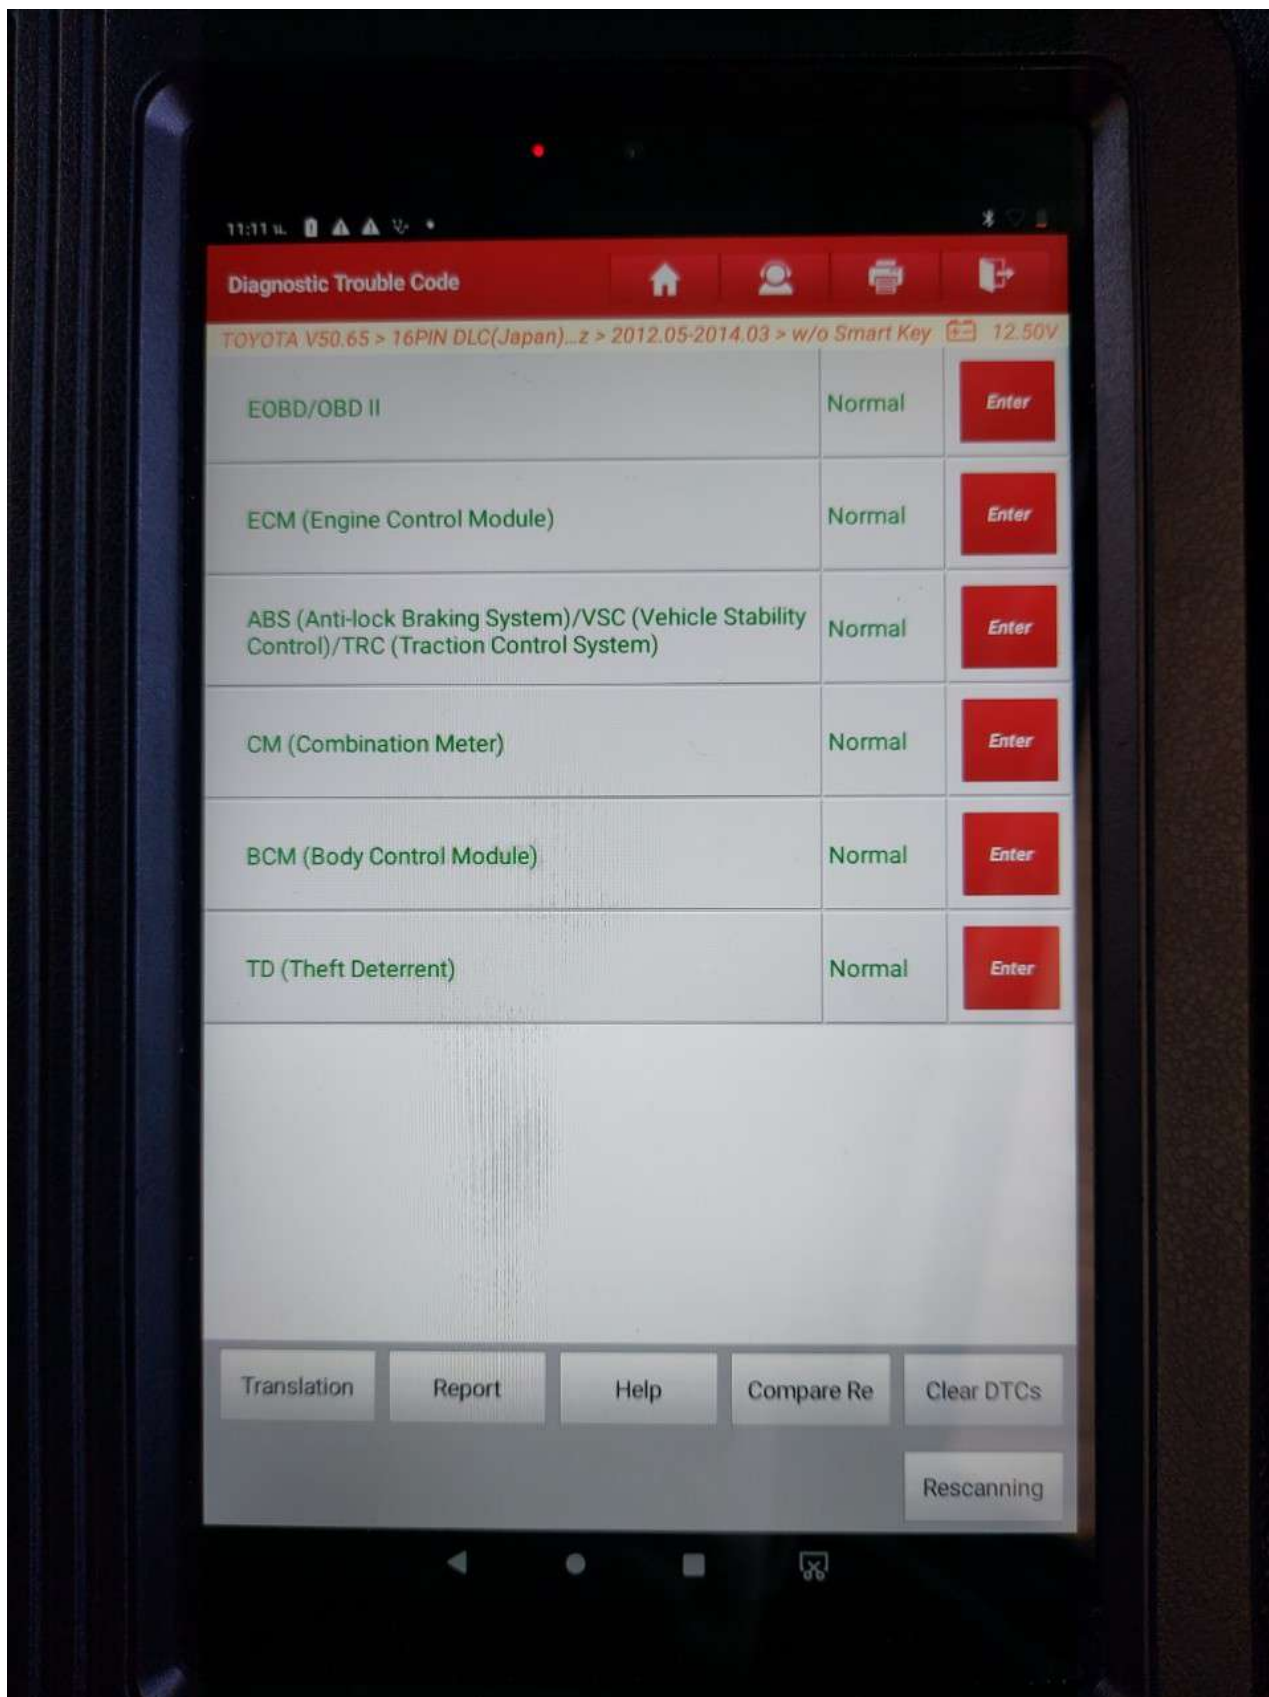 11:11 น.
Diagnostic Trouble Code
TOYOTA V50.65 > 16PIN DLC(Japan)...z > 2012.05-2014.03 > w/o Smart Key 12.50V
EOBD/OBD II Normal Enter
ECM (Engine Control Module) Normal Enter
ABS (Anti-lock Braking System)/VSC (Vehicle Stability
Control)/TRC (Traction Control System) Normal Enter
CM (Combination Meter) Normal Enter
BCM (Body Control Module) Normal Enter
TD (Theft Deterrent) Normal Enter
Translation Report Help Compare Re Clear DTCs
Rescanning